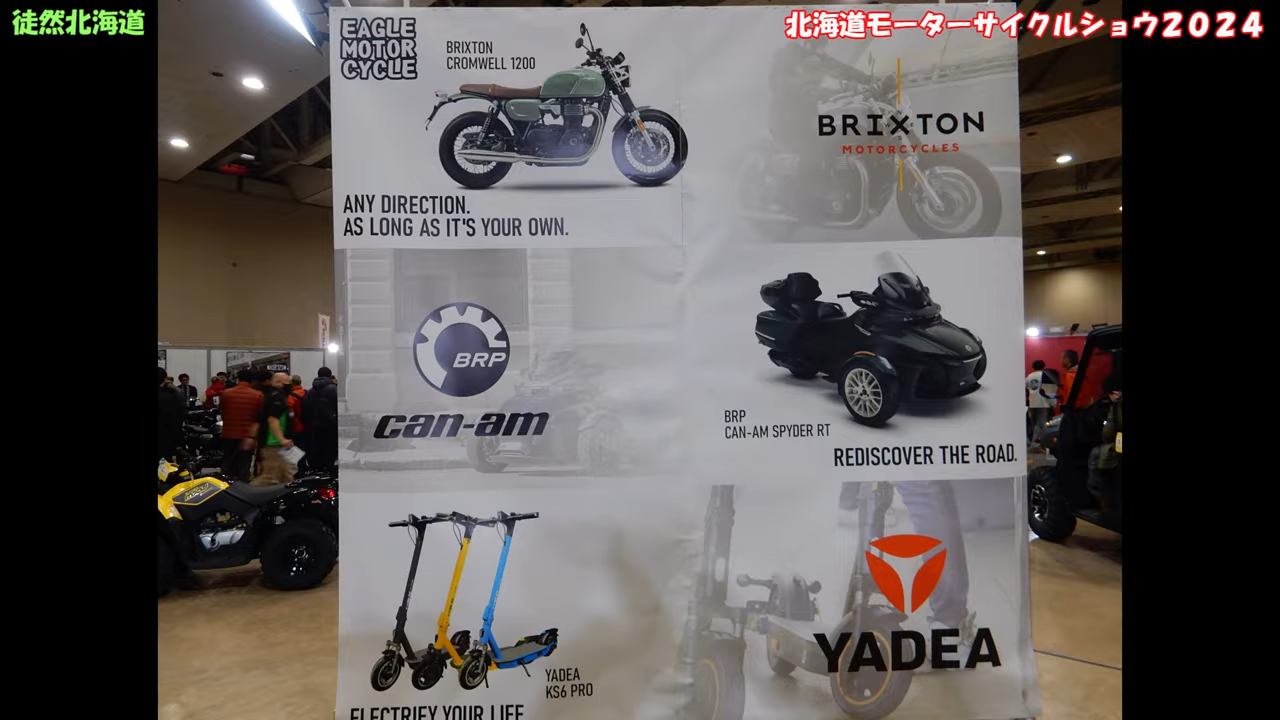 徒然北海道
北海道モーターサイクルショウ2024
EAGLE
MOTOR
CYCLE
BRIXTON
CROMWELL 1200
BRIXTON
MOTORCYCLES
ANY DIRECTION.
AS LONG AS IT'S YOUR OWN.
BRP
can-am
BRP
CAN-AM SPYDER RT
REDISCOVER THE ROAD.
YADEA
KS6 PRO
YADEA
ELECTRIFY YOUR LIFE